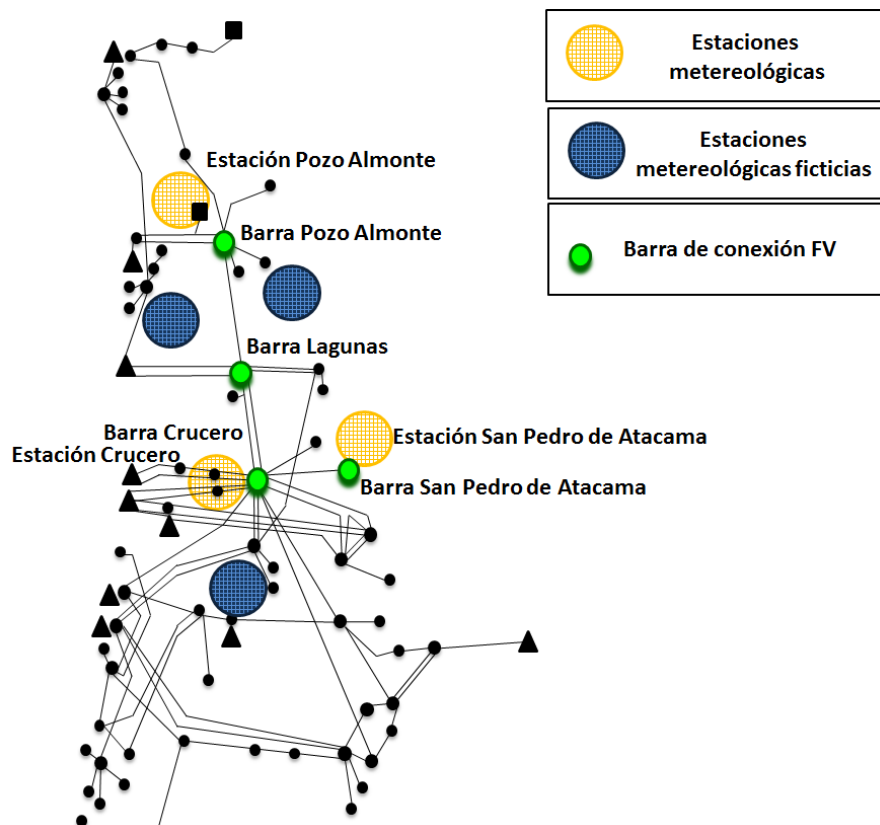 Estaciones
metereológicas
Estaciones
metereológicas ficticias
Barra de conexión FV
Estación Pozo Almonte
Barra Pozo Almonte
Barra Lagunas
Barra Crucero
Estación Crucero
Estación San Pedro de Atacama
Barra San Pedro de Atacama